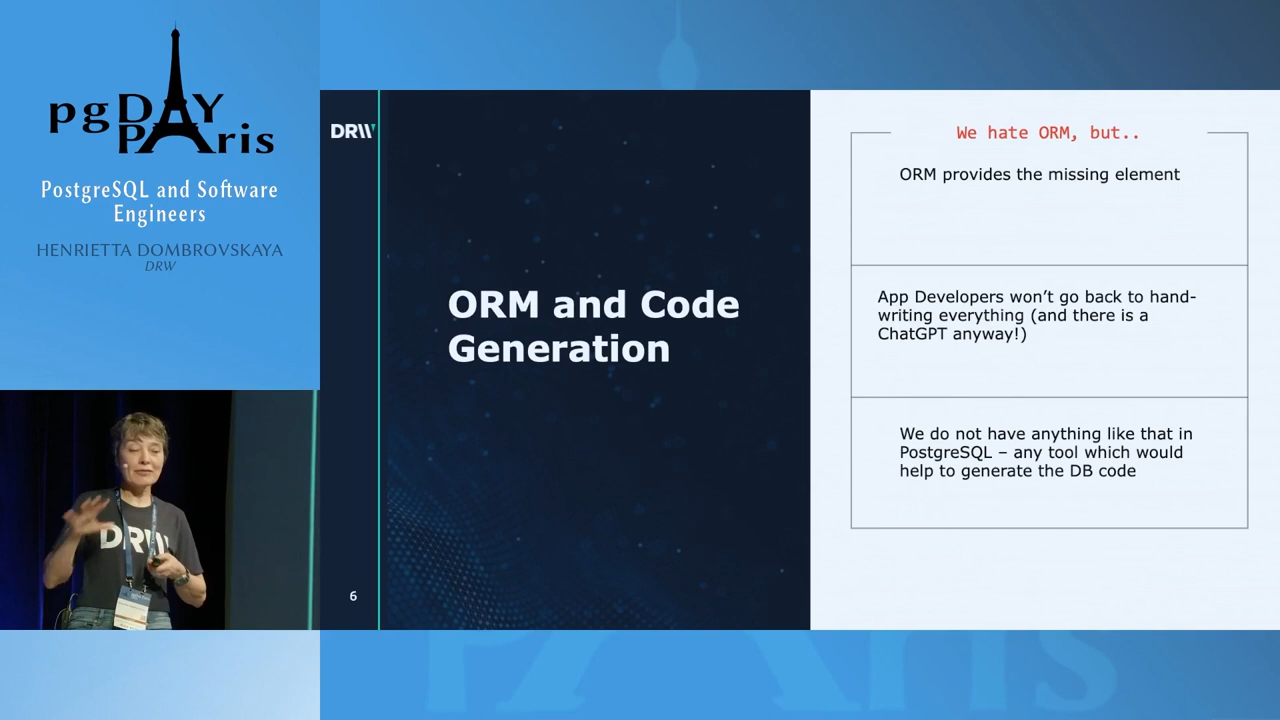 pgDAY
PAris
PostgreSQL and Software
Engineers
HENRIETTA DOMBROVSKAYA
DRW
DRW
ORM and Code
Generation
6
We hate ORM, but..
ORM provides the missing element
App Developers won’t go back to hand-
writing everything (and there is a
ChatGPT anyway!)
We do not have anything like that in
PostgreSQL – any tool which would
help to generate the DB code
DRW